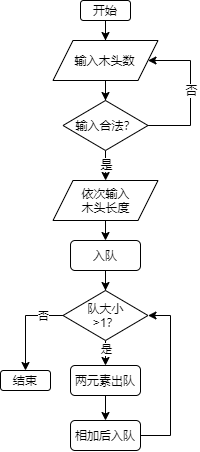 开始
输入木头数
输入合法?
否
是
依次输入
木头长度
入队
队大小
>1?
否
是
结束
两元素出队
相加后入队